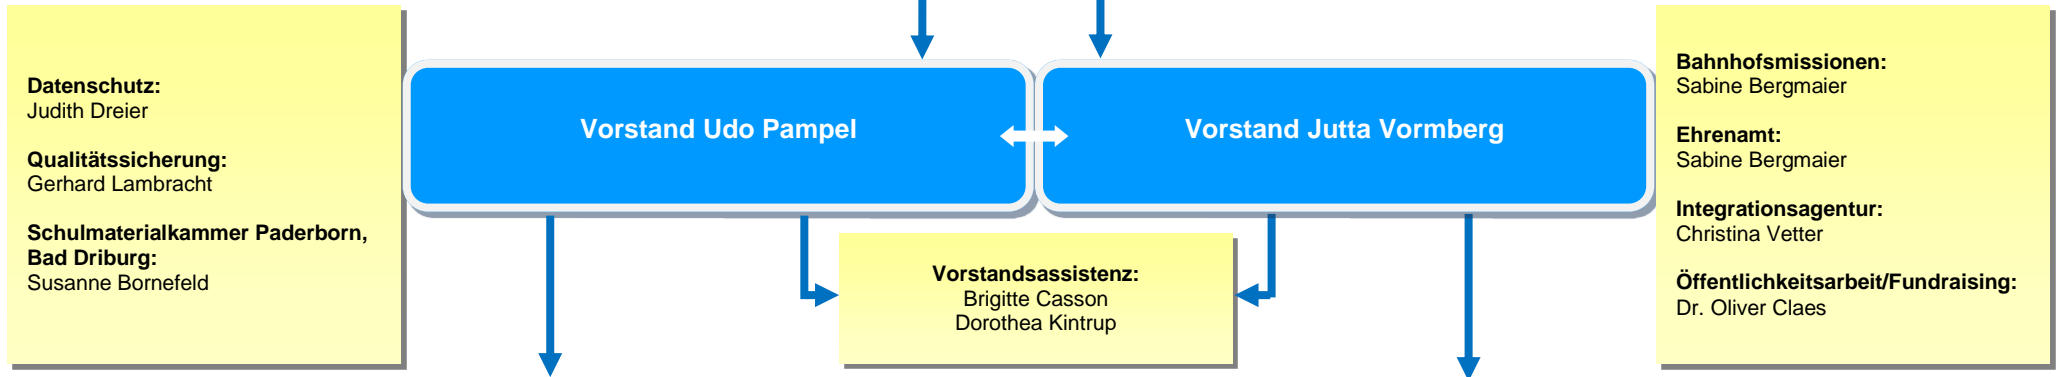 Datenschutz:
Judith Dreier
Qualitätssicherung:
Gerhard Lambracht
Schulmaterialkammer Paderborn,
Bad Driburg:
Susanne Bornefeld
Vorstand Udo Pampel
Vorstand Jutta Vormberg
Vorstandsassistenz:
Brigitte Casson
Dorothea Kintrup
Bahnhofsmissionen:
Sabine Bergmaier
Ehrenamt:
Sabine Bergmaier
Integrationsagentur:
Christina Vetter
Öffentlichkeitsarbeit/Fundraising:
Dr. Oliver Claes